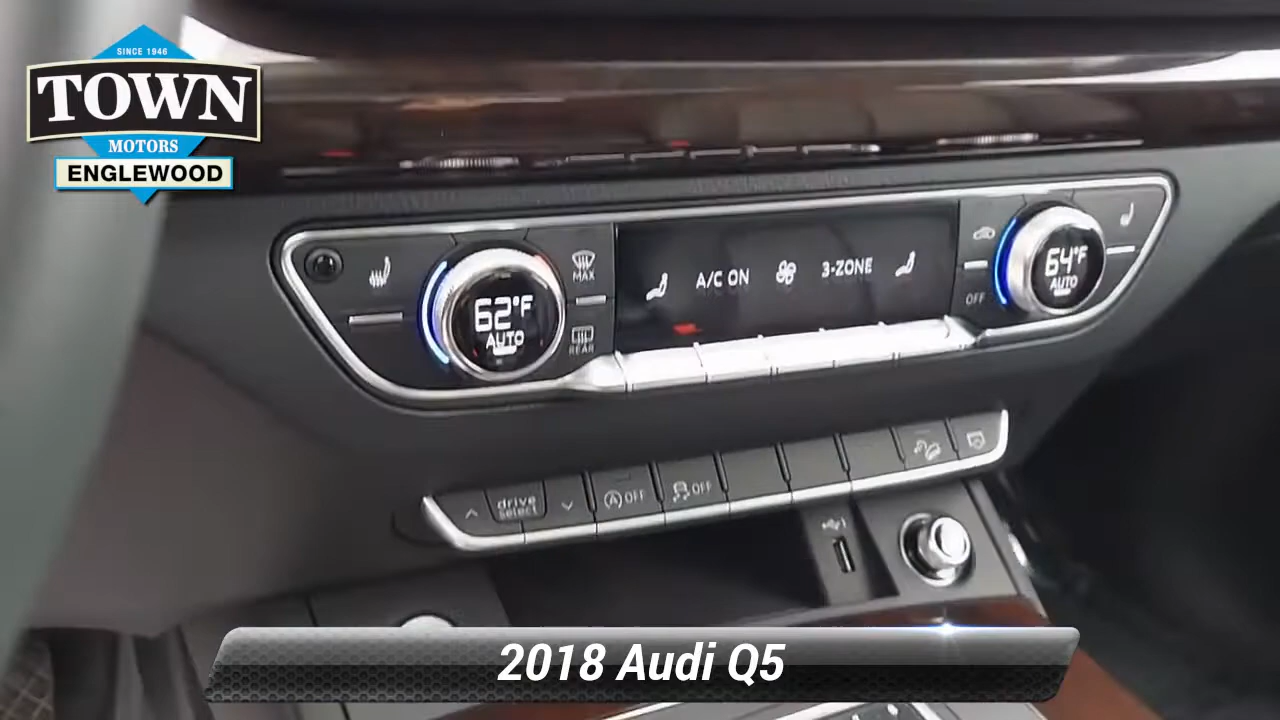 SINCE 1946
TOWN
MOTORS
ENGLEWOOD
MAX
62°F
AUTO
REAR
A/C ON
3-ZONE
OFF
64°F
AUTO
drive
select
OFF
OFF
2018 Audi Q5